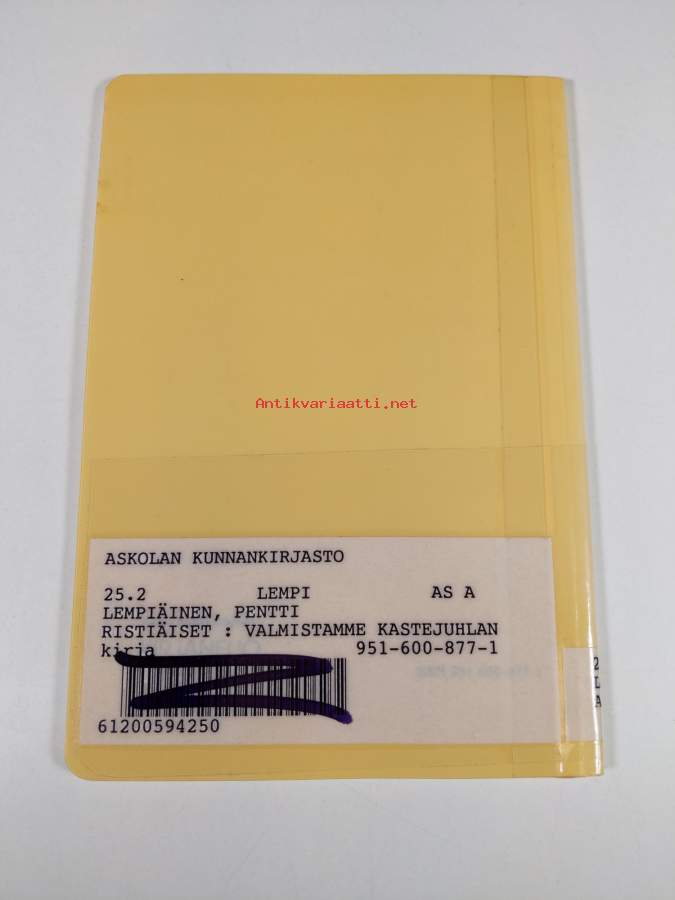 Antikvariaatti.net
ASKOLAN KUNNANKIRJASTO
25.2 LEMPI AS A
LEMPIÄINEN, PENTTI
RISTIÄISET : VALMISTAMME KASTEJUHLAN
kirja 951-600-877-1
61200594250
2
L
A